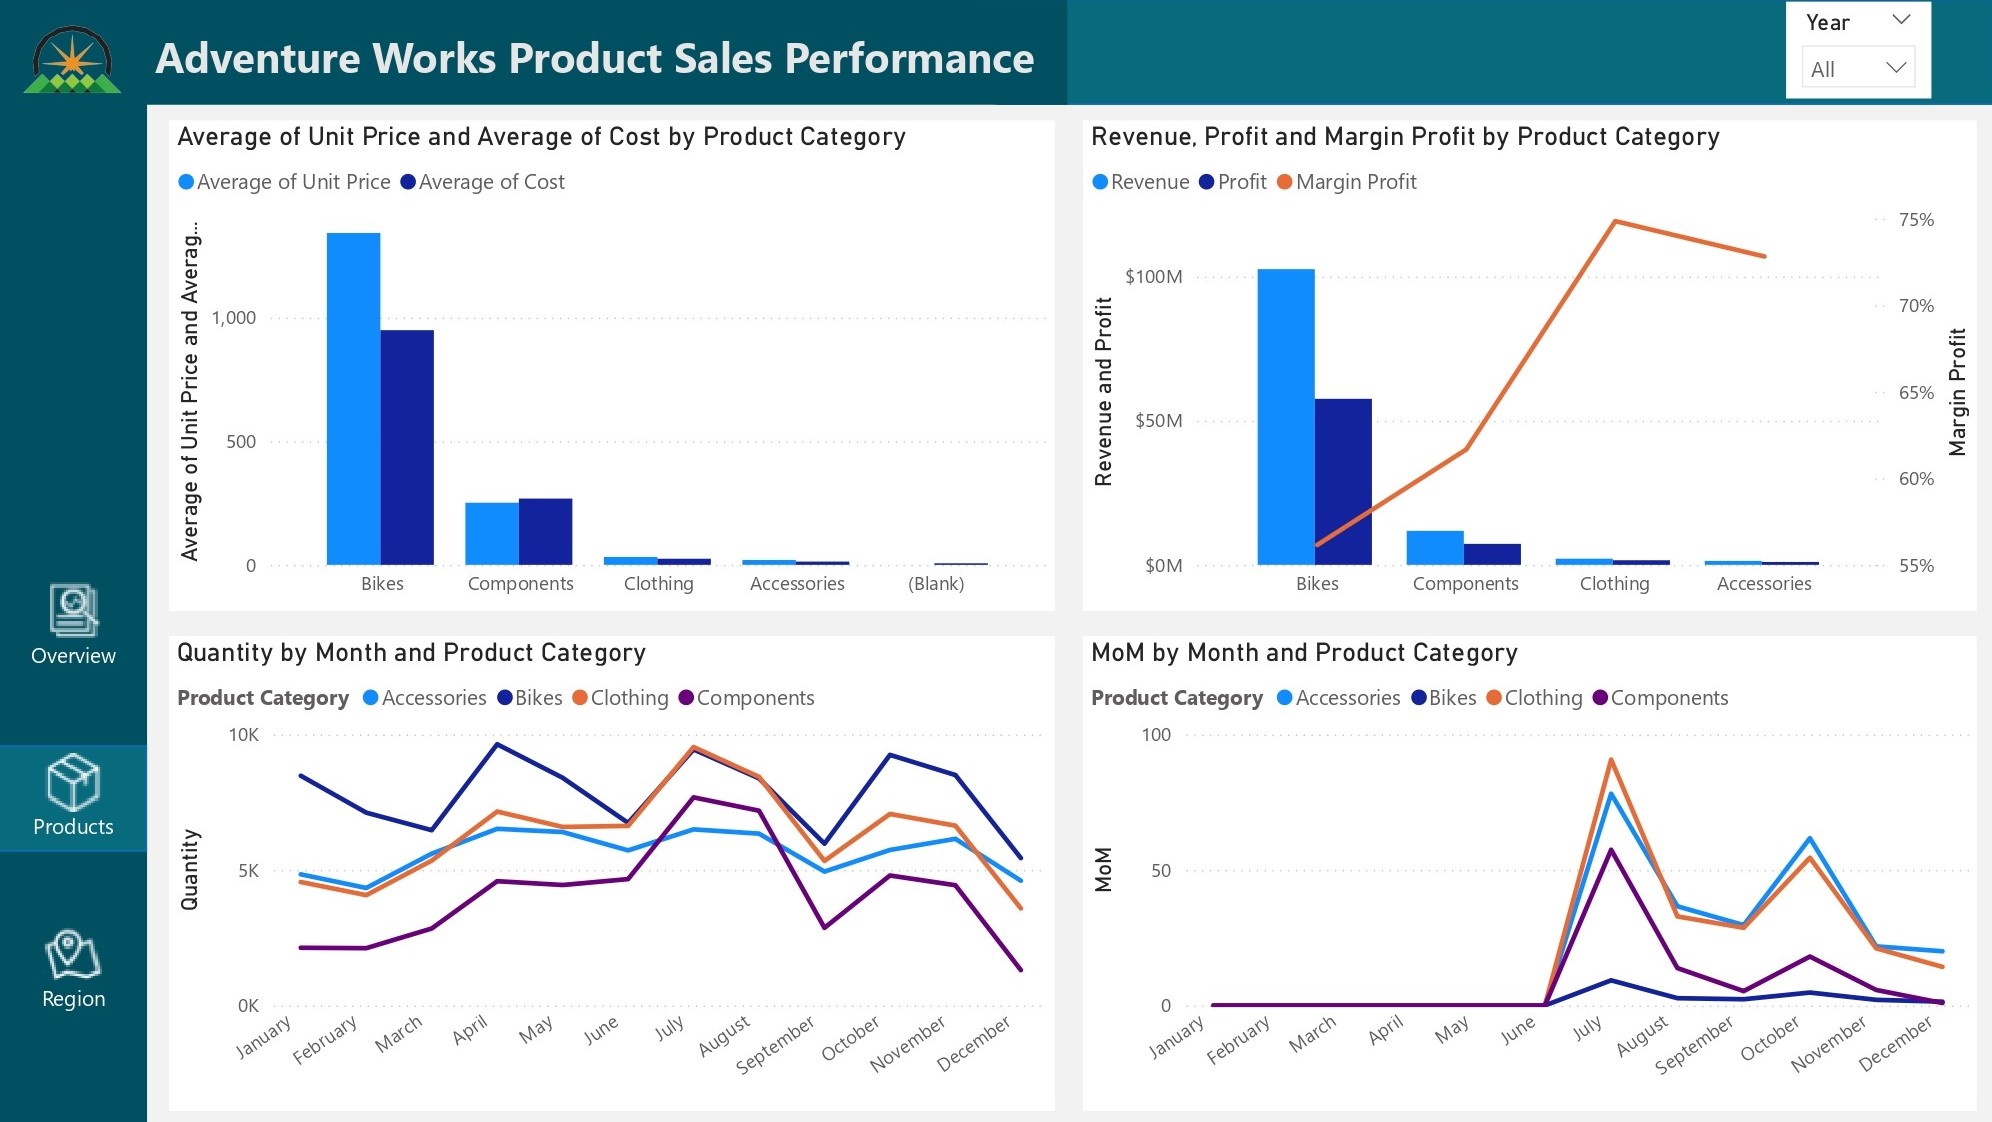 Adventure Works Product Sales Performance
Year
All
Overview
Products
Region
Average of Unit Price and Average of Cost by Product Category
Average of Unit Price Average of Cost
Average of Unit Price and Averag...
1,000
500
0
Bikes Components Clothing Accessories (Blank)
Revenue, Profit and Margin Profit by Product Category
Revenue Profit Margin Profit
Revenue and Profit
$100M
$50M
$0M
75%
70%
65%
60%
55%
Margin Profit
Bikes Components Clothing Accessories
Quantity by Month and Product Category
Product Category Accessories Bikes Clothing Components
Quantity
10K
5K
0K
January February March April May June July August September October November December
MoM by Month and Product Category
Product Category Accessories Bikes Clothing Components
MoM
100
50
0
January February March April May June July August September October November December